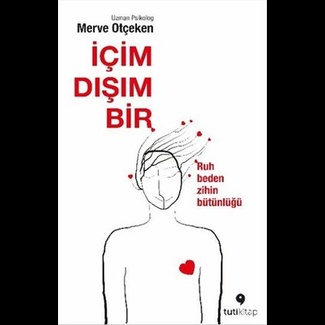 Uzman Psikolog
Merve Otçeken
İÇİM
DIŞIM
BİR
Ruh
beden
zihin
bütünlüğü
tutikitap